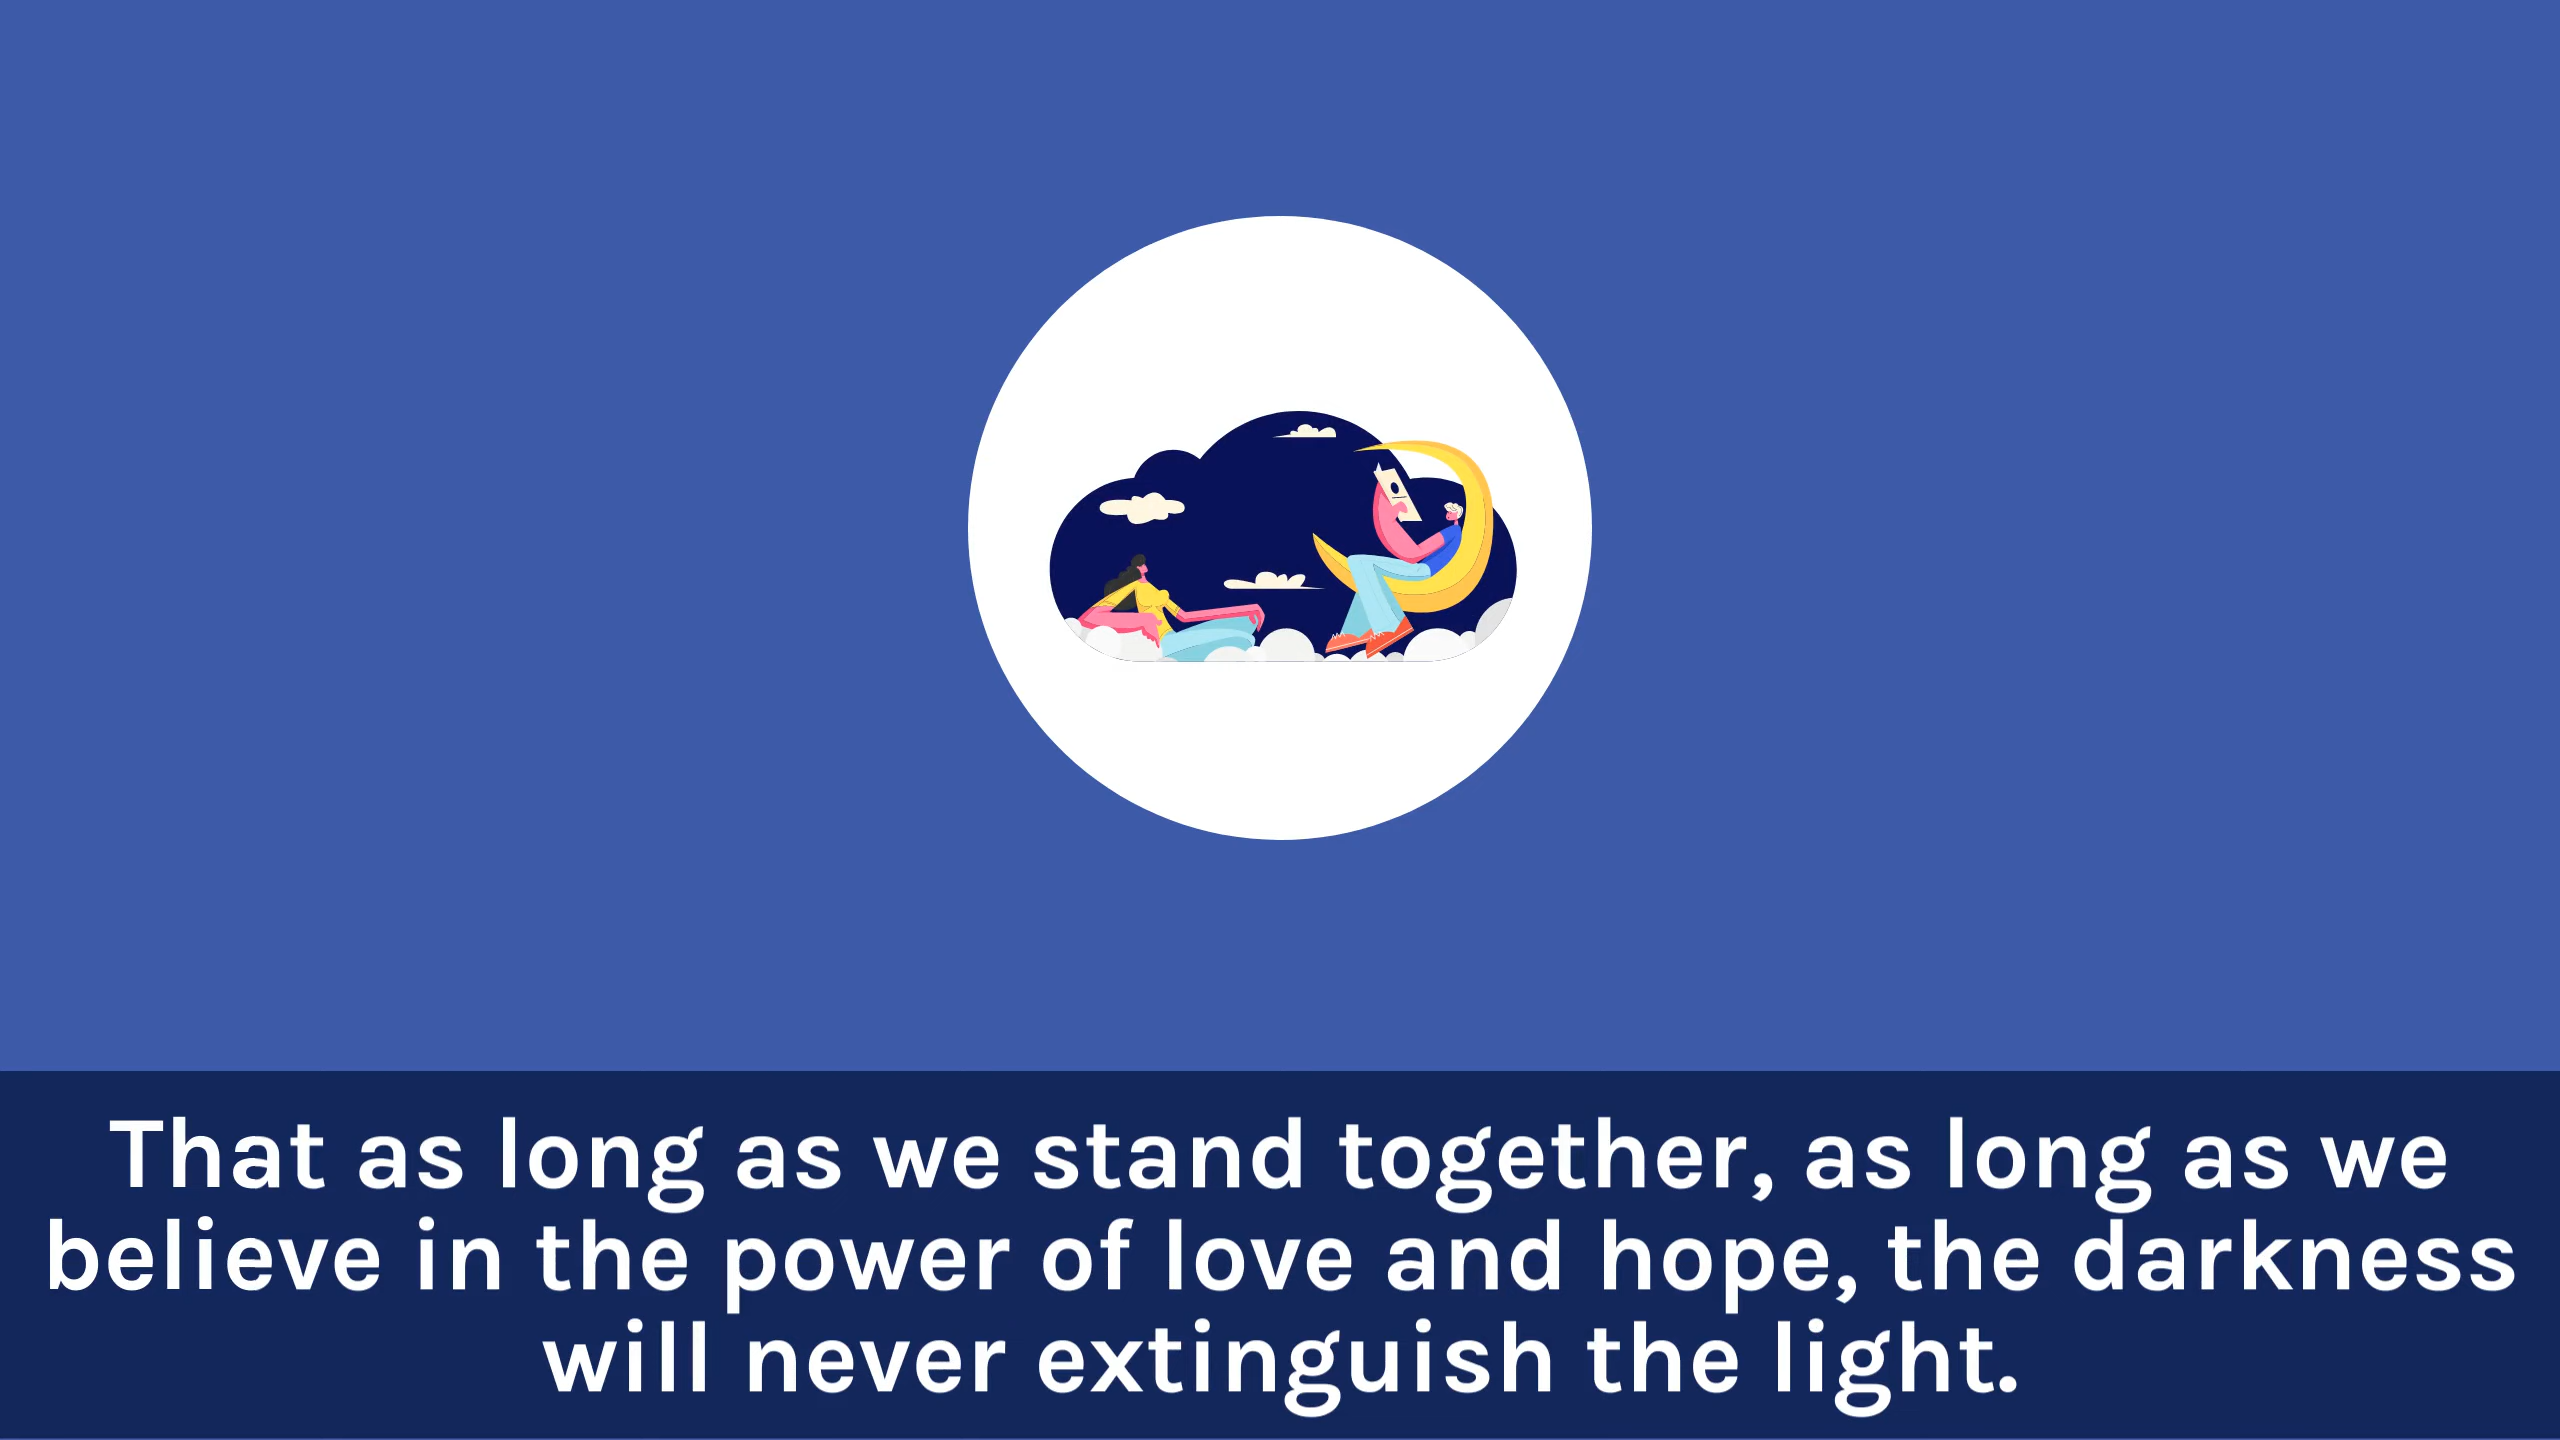 That as long as we stand together, as long as we
believe in the power of love and hope, the darkness
will never extinguish the light.